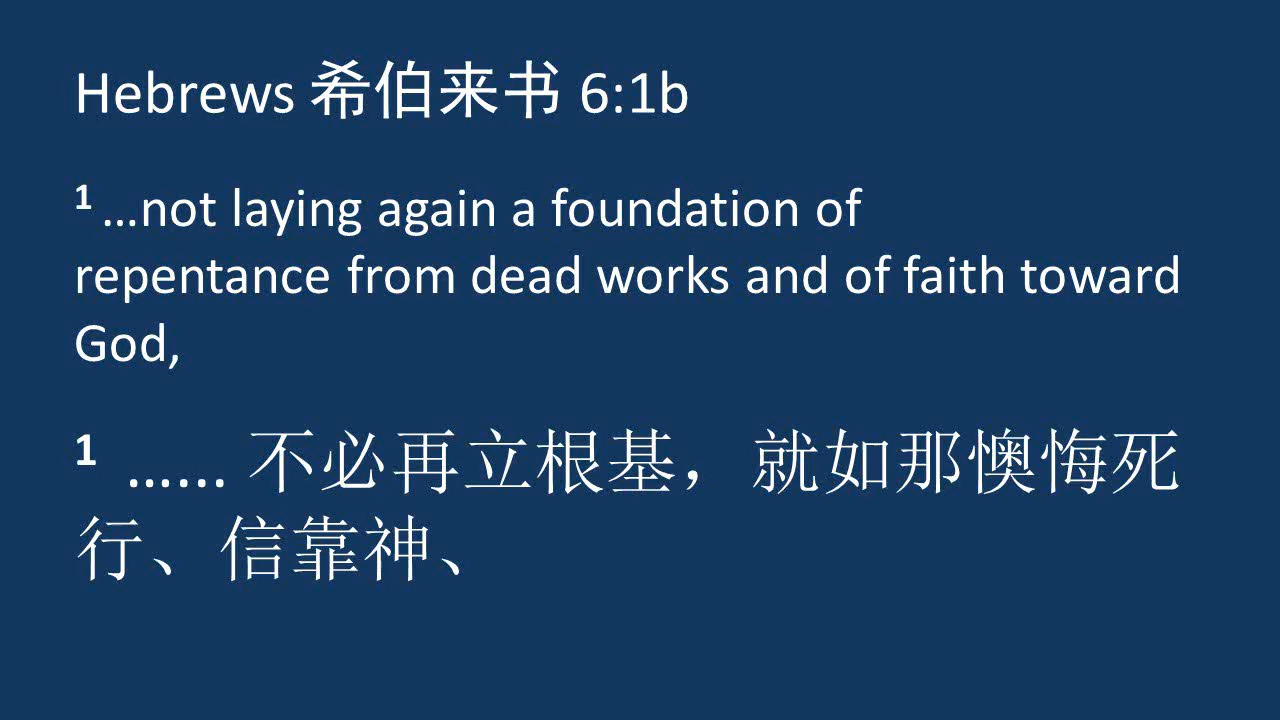 Hebrews 希伯来书 6:1b
1 …not laying again a foundation of
repentance from dead works and of faith toward
God,
1 …... 不必再立根基，就如那懊悔死
行、信靠神、